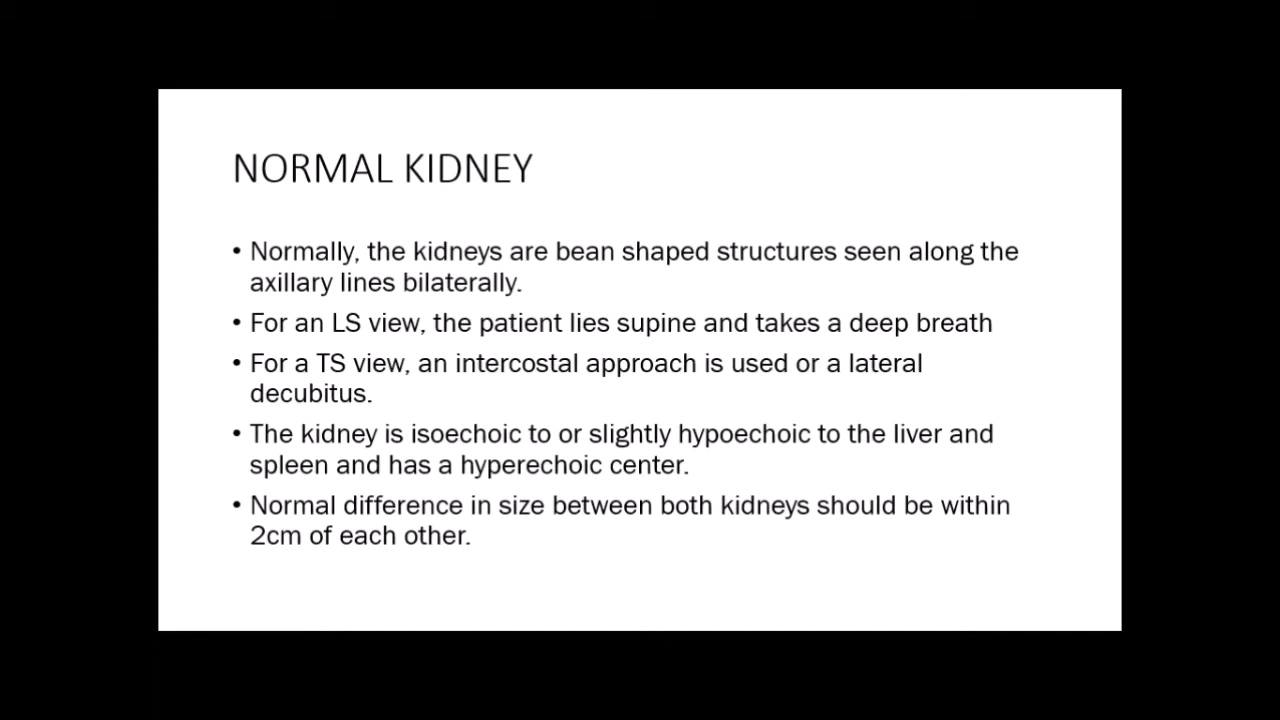 NORMAL KIDNEY
• Normally, the kidneys are bean shaped structures seen along the
axillary lines bilaterally.
• For an LS view, the patient lies supine and takes a deep breath
• For a TS view, an intercostal approach is used or a lateral
decubitus.
• The kidney is isoechoic to or slightly hypoechoic to the liver and
spleen and has a hyperechoic center.
• Normal difference in size between both kidneys should be within
2cm of each other.